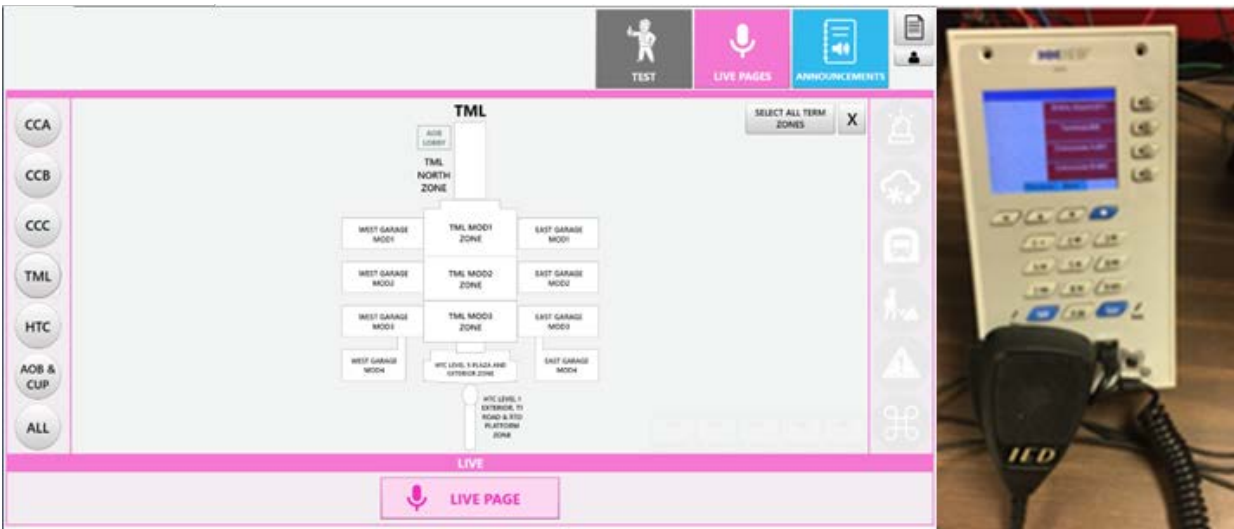 TEST
LIVE PAGES
ANNOUNCEMENTS
CCA
CCB
CCC
TML
HTC
AOB &
CUP
ALL
TML
SELECT ALL TERM
ZONES
X
AOB
LOBBY
TML
NORTH
ZONE
WEST GARAGE
MOD1
TML MOD1
ZONE
EAST GARAGE
MOD1
WEST GARAGE
MOD2
TML MOD2
ZONE
EAST GARAGE
MOD2
WEST GARAGE
MOD3
TML MOD3
ZONE
EAST GARAGE
MOD3
WEST GARAGE
MOD4
HTC LEVEL 5 PLAZA AND
EXTERIOR ZONE
EAST GARAGE
MOD4
HTC LEVEL 1
EXTERIOR, T1
ROAD & RTD
PLATFORM
ZONE
LIVE
LIVE PAGE
IED
IED